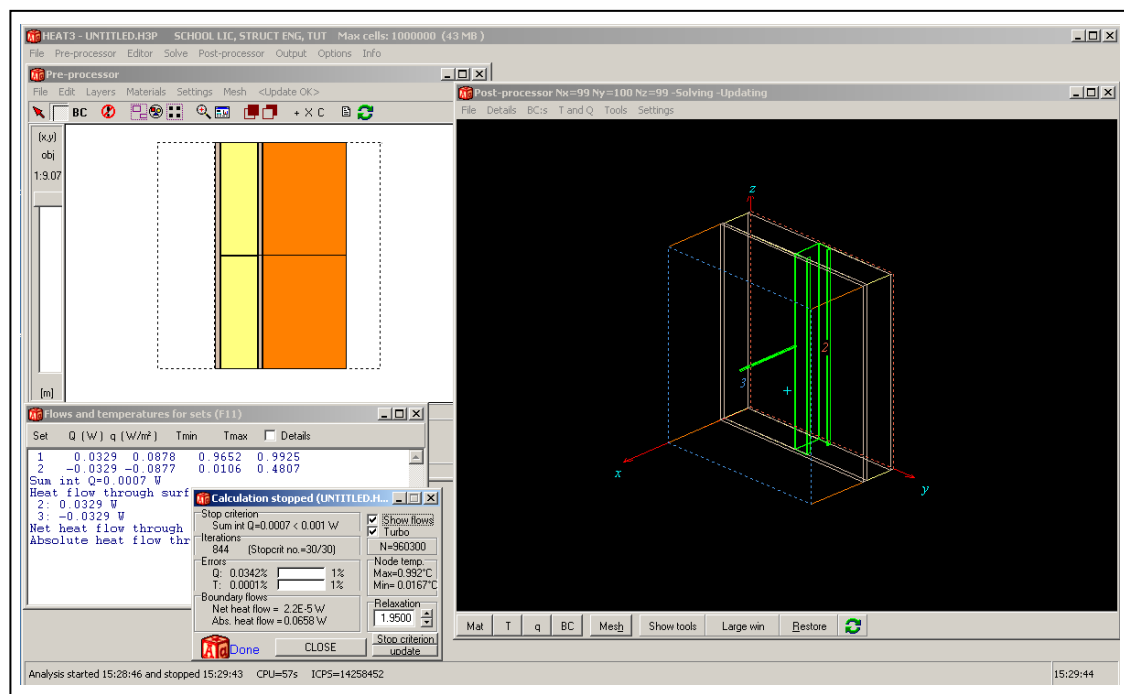 HEAT3 - UNTITLED.H3P SCHOOL LIC, STRUCT ENG, TUT Max cells: 1000000 (43 MB )
File Pre-processor Editor Solve Post-processor Output Options Info
Pre-processor
File Edit Layers Materials Settings Mesh <Update OK>
BC + X C
(x,y)
obj
1:9.07
[m]
Post-processor Nx=99 Ny=100 Nz=99 -Solving -Updating
File Details BC:s T and Q Tools Settings
z
2
3
x
y
Flows and temperatures for sets (F11)
Set Q (W) q (W/m²) Tmin Tmax Details
1 0.0329 0.0878 0.9652 0.9925
2 -0.0329 -0.0877 0.0106 0.4807
Sum int Q=0.0007 W
Heat flow through surf
2: 0.0329 W
3: -0.0329 W
Net heat flow through
Absolute heat flow thr
Calculation stopped (UNTITLED.H...
Stop criterion
Sum int Q=0.0007 < 0.001 W
Show flows
Turbo
Iterations
844 (Stopcrit no.=30/30)
N=960300
Errors
Q: 0.0342% 1%
T: 0.0001% 1%
Node temp.
Max=0.992°C
Min= 0.0167°C
Boundary flows
Net heat flow = 2.2E-5 W
Abs. heat flow = 0.0658 W
Relaxation
1.9500
Done
CLOSE
Stop criterion
update
Mat T q BC Mesh Show tools Large win Restore
Analysis started 15:28:46 and stopped 15:29:43 CPU=57s ICPS=14258452
15:29:44